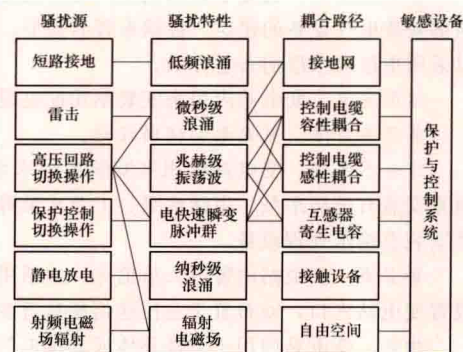 骚扰源 骚扰特性 耦合路径 敏感设备
短路接地
低频浪涌
接地网
雷击
微秒级
浪涌
控制电缆
容性耦合
高压回路
切换操作
兆赫级
振荡波
控制电缆
感性耦合
保护控制
切换操作
电快速瞬变
脉冲群
互感器
寄生电容
静电放电
纳秒级
浪涌
接触设备
射频电磁
场辐射
辐射
电磁场
自由空间
保护与控制系统